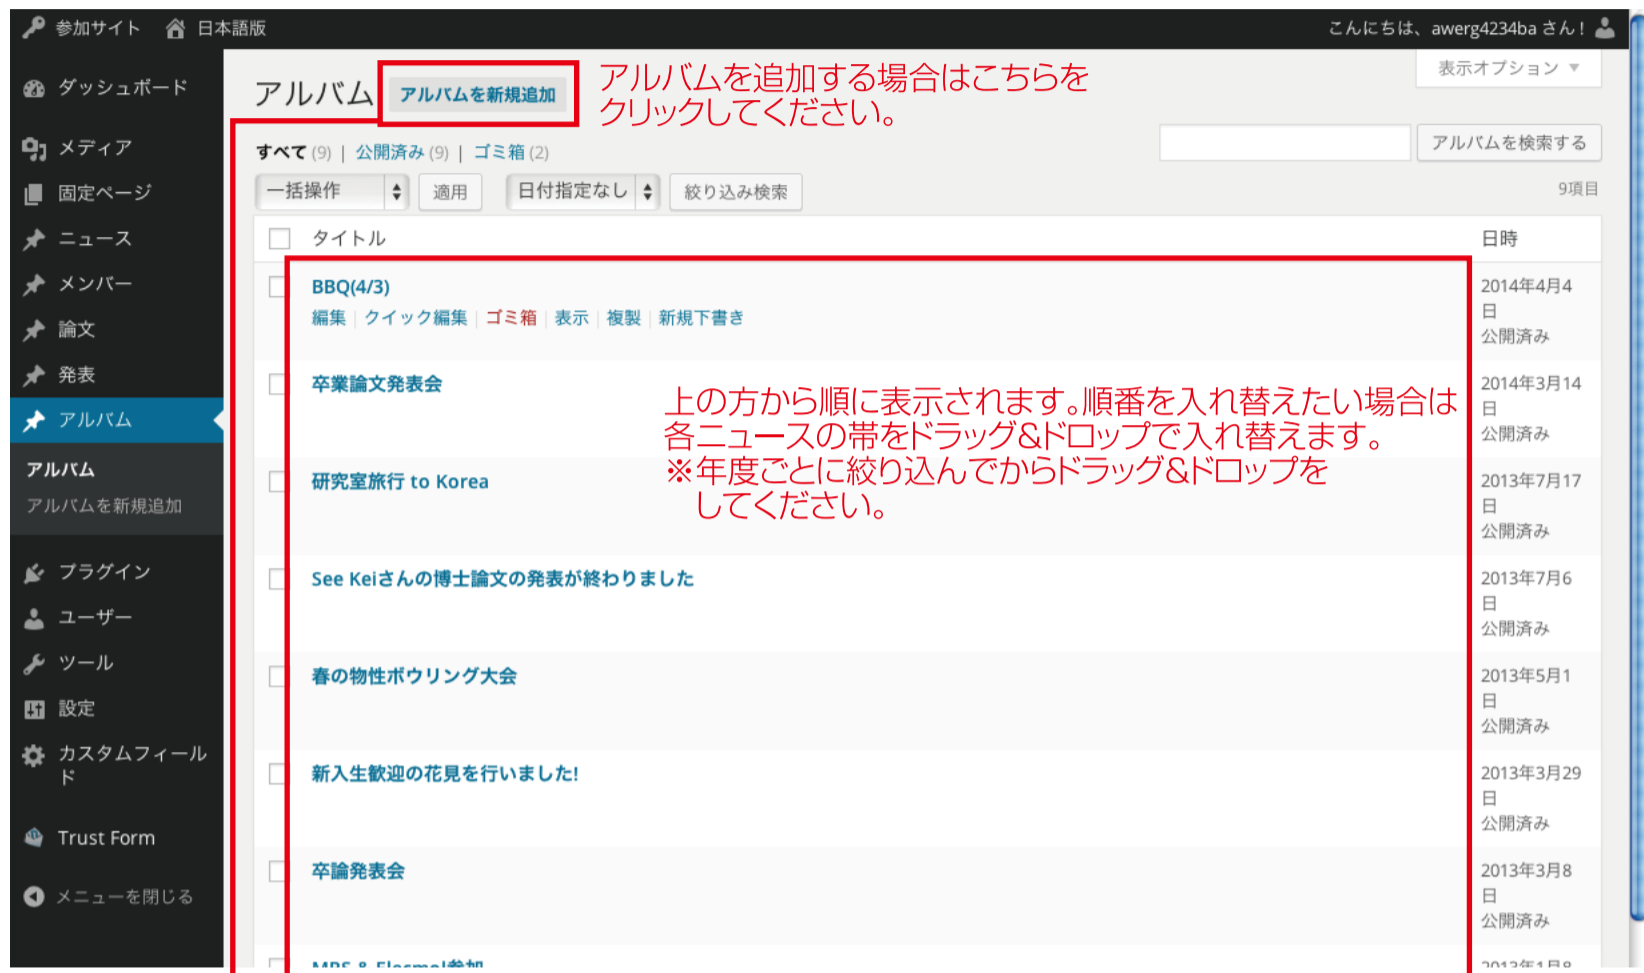 参加サイト 日本語版 こんにちは、awerg4234ba さん！
ダッシュボード
メディア
固定ページ
ニュース
メンバー
論文
発表
アルバム
アルバム
アルバムを新規追加
プラグイン
ユーザー
ツール
設定
カスタムフィール
ド
Trust Form
メニューを閉じる
表示オプション ▼
アルバム アルバムを新規追加
アルバムを追加する場合はこちらを
クリックしてください。
すべて (9) | 公開済み (9) | ゴミ箱 (2)
アルバムを検索する
一括操作 適用 日付指定なし 絞り込み検索 9項目
タイトル 日時
BBQ(4/3)
編集 | クイック編集 | ゴミ箱 | 表示 | 複製 | 新規下書き
2014年4月4
日
公開済み
卒業論文発表会
2014年3月14
日
公開済み
上の方から順に表示されます。順番を入れ替えたい場合は
各ニュースの帯をドラッグ&ドロップで入れ替えます。
※年度ごとに絞り込んでからドラッグ&ドロップを
してください。
研究室旅行 to Korea
2013年7月17
日
公開済み
See Keiさんの博士論文の発表が終わりました
2013年7月6
日
公開済み
春の物性ボウリング大会
2013年5月1
日
公開済み
新入生歓迎の花見を行いました!
2013年3月29
日
公開済み
卒論発表会
2013年3月8
日
公開済み